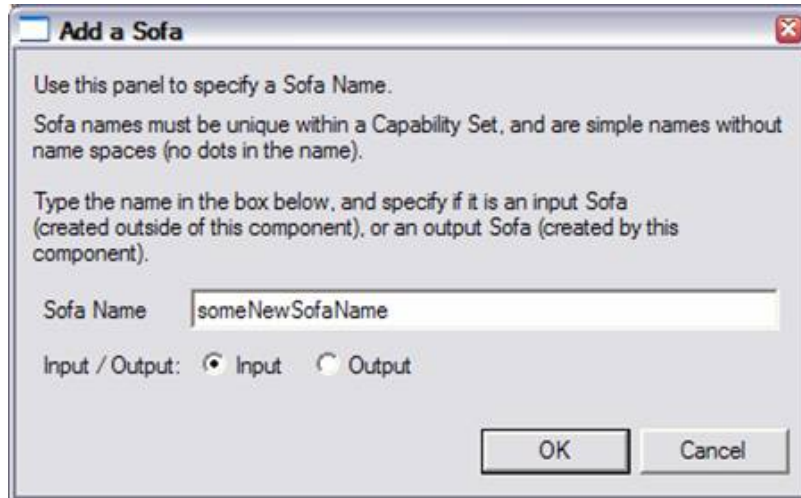 Add a Sofa
Use this panel to specify a Sofa Name.
Sofa names must be unique within a Capability Set, and are simple names without
name spaces (no dots in the name).
Type the name in the box below, and specify if it is an input Sofa
(created outside of this component), or an output Sofa (created by this
component).
Sofa Name someNewSofaName
Input / Output: Input Output
OK Cancel